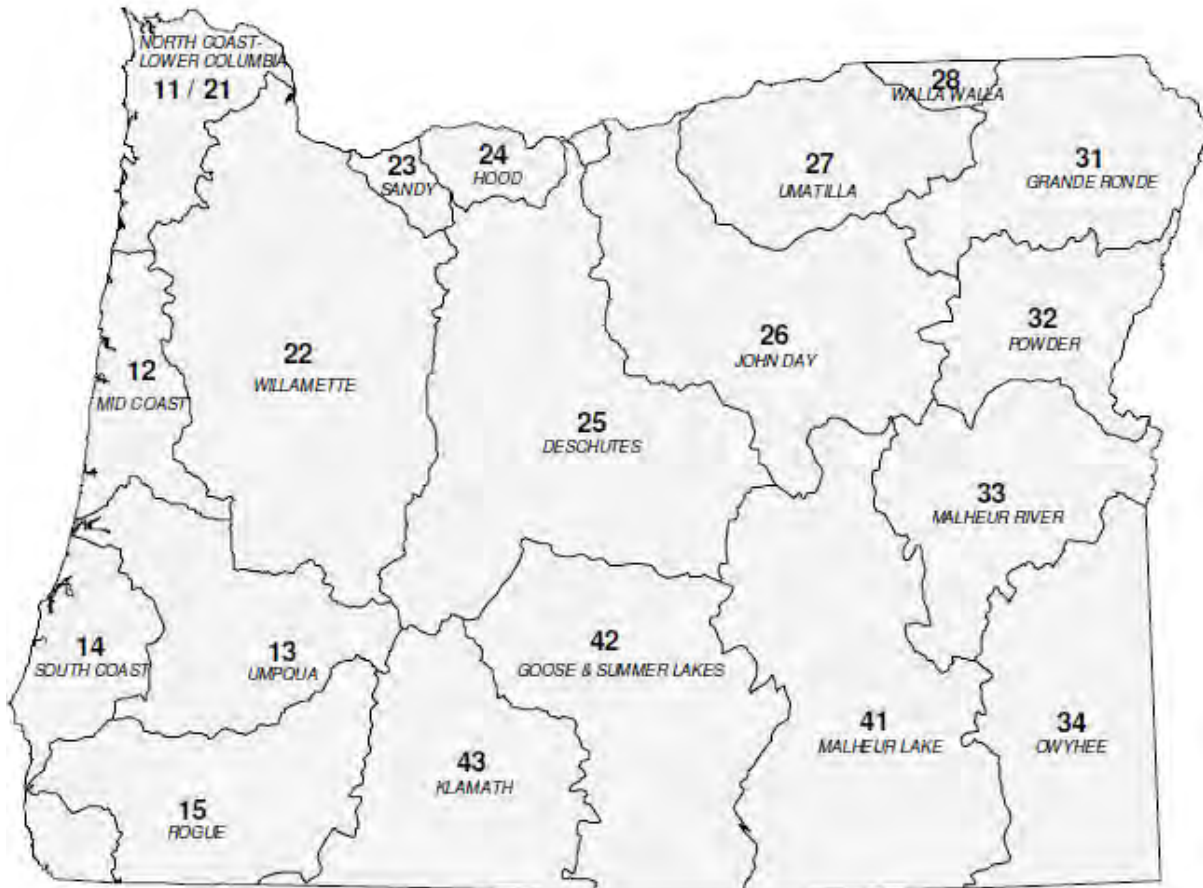 NORTH COAST-
LOWER COLUMBIA
11 / 21
28
WALLA WALLA
23
SANDY
24
HOOD
27
UMATILLA
31
GRANDE RONDE
12
MID COAST
22
WILLAMETTE
26
JOHN DAY
32
POWDER
25
DESCHUTES
33
MALHEUR RIVER
14
SOUTH COAST
13
UMPQUA
42
GOOSE & SUMMER LAKES
41
MALHEUR LAKE
34
OWYHEE
43
KLAMATH
15
ROGUE